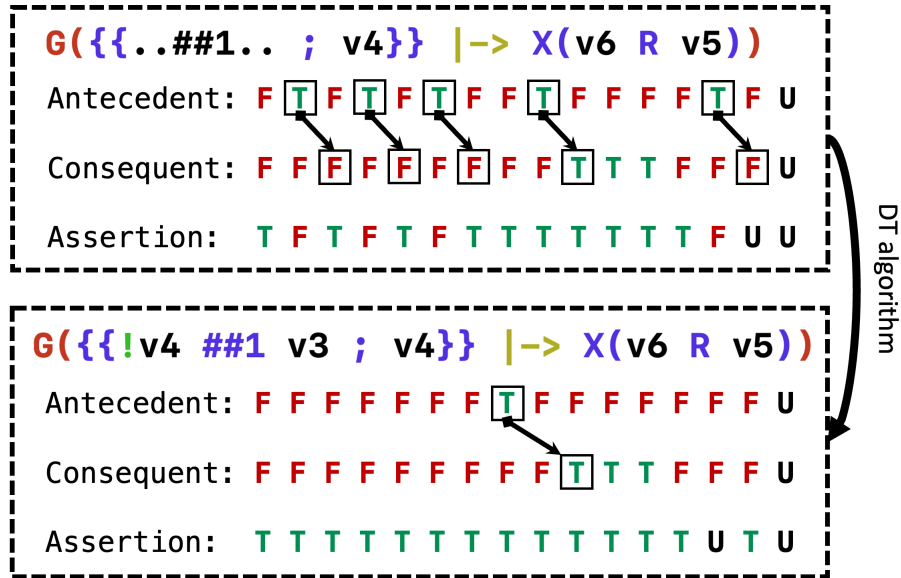 G({{..##1.. ; v4}} |-> X(v6 R v5))
Antecedent: F T F T F T F F T F F F F T F U
Consequent: F F F F F F F F F T T T F F F U
Assertion: T F T F T F T T T T T T T F U U
DT algorithm
G({{!v4 ##1 v3 ; v4}} |-> X(v6 R v5))
Antecedent: F F F F F F F T F F F F F F F U
Consequent: F F F F F F F F F T T T F F F U
Assertion: T T T T T T T T T T T T T U T U